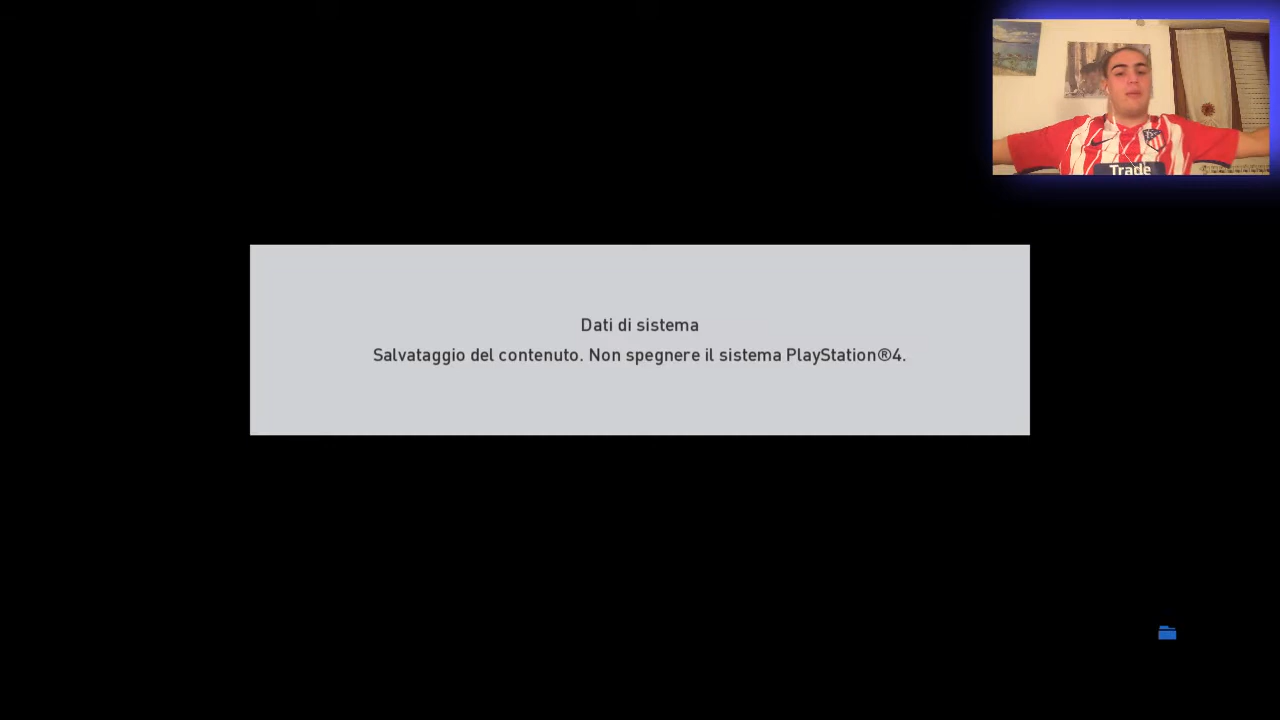 Trade
Dati di sistema
Salvataggio del contenuto. Non spegnere il sistema PlayStation®4.